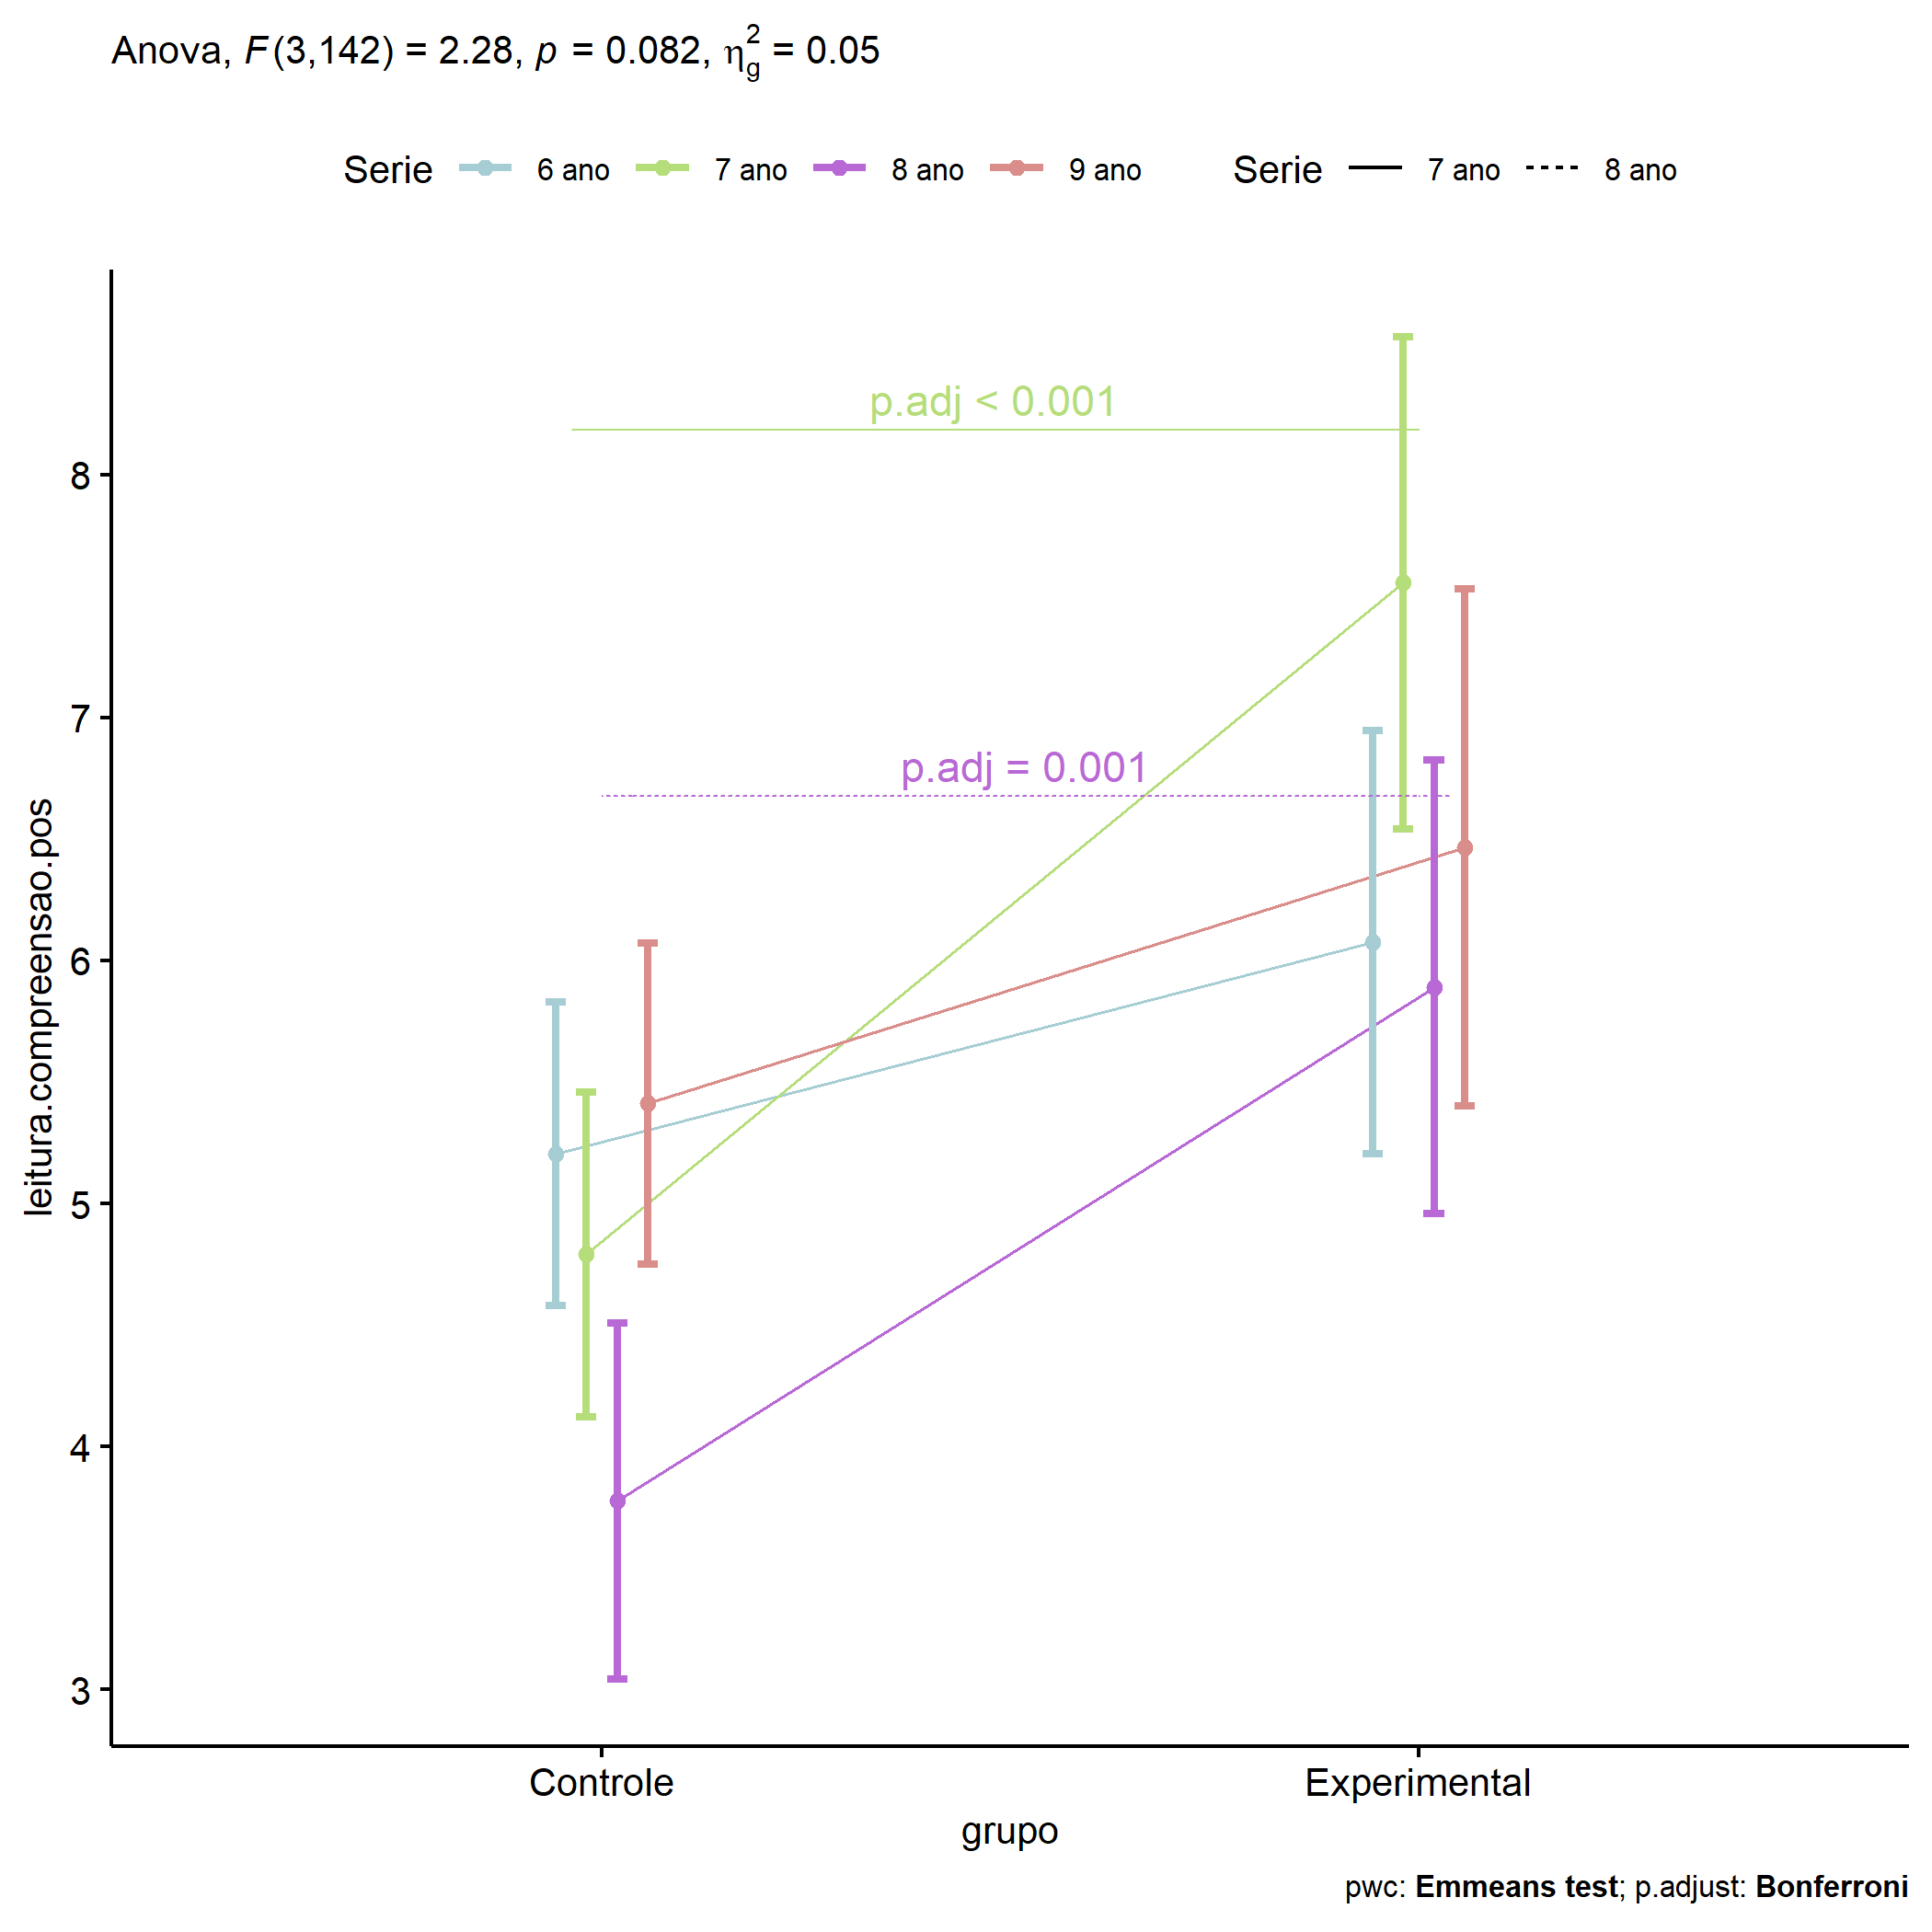 Anova, F(3,142) = 2.28, p = 0.082, η²g = 0.05
Serie 6 ano 7 ano 8 ano 9 ano Serie 7 ano 8 ano
p.adj < 0.001
p.adj = 0.001
8
7
6
5
4
3
leitura.compreensao.pos
Controle Experimental
grupo
pwc: Emmeans test; p.adjust: Bonferroni